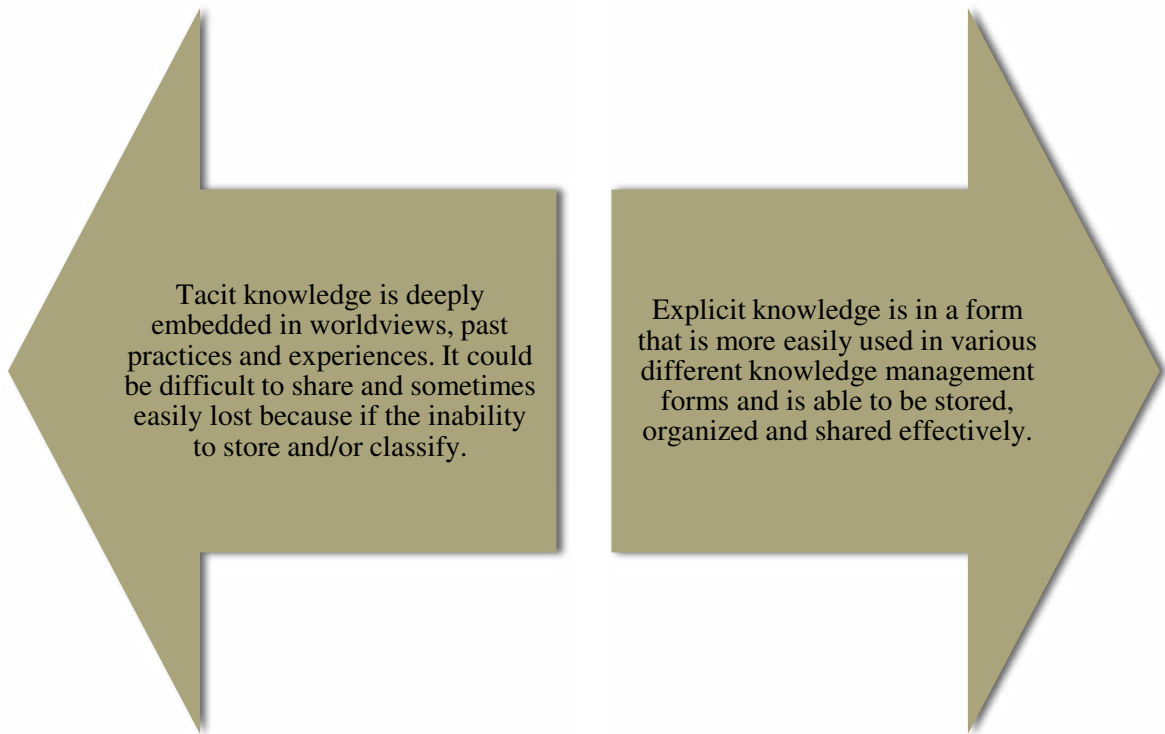 Tacit knowledge is deeply
embedded in worldviews, past
practices and experiences. It could
be difficult to share and sometimes
easily lost because if the inability
to store and/or classify.
Explicit knowledge is in a form
that is more easily used in various
different knowledge management
forms and is able to be stored,
organized and shared effectively.